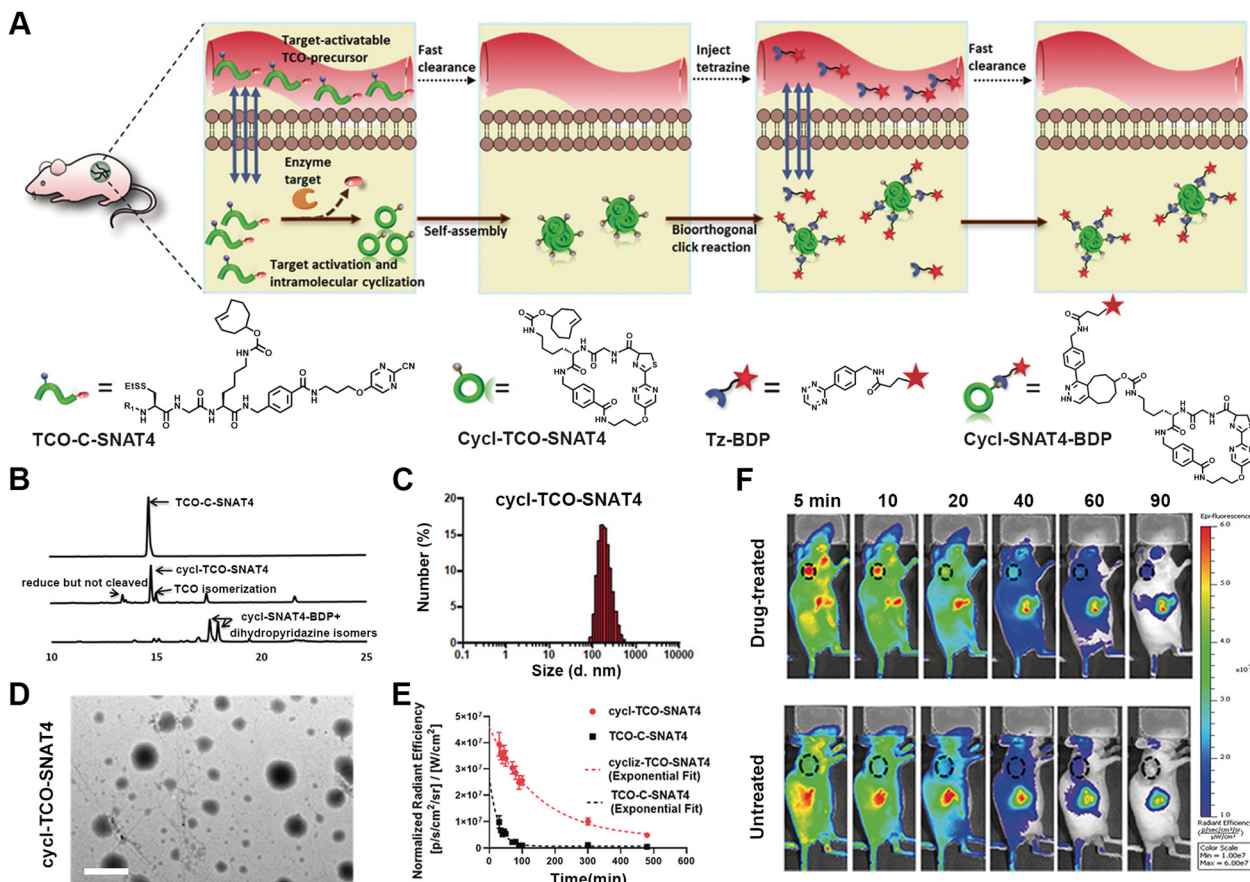 A
Target-activatable
TCO-precursor
Fast
clearance
Inject
tetrazine
Fast
clearance
Enzyme
target
Self-assembly
Bioorthogonal
click reaction
Target activation and
intramolecular cyclization
EtSS
R
N
H
O
H
N
O
N
H
O
H
N
O
N
H
O
N
N
CN
HN
O
O
=
TCO-C-SNAT4
=
Cycl-TCO-SNAT4
=
Tz-BDP
=
Cycl-SNAT4-BDP
B
TCO-C-SNAT4
cycl-TCO-SNAT4
reduce but not cleaved
TCO isomerization
cycl-SNAT4-BDP+
dihydropyridazine isomers
10 15 20 25
C
cycl-TCO-SNAT4
Number (%)
20
15
10
5
0
0.1 1 10 100 1000 10000
Size (d. nm)
D
cycl-TCO-SNAT4
E
Normalized Radiant Efficiency
[p/s/cm²/sr] / [W/cm²]
5×10⁷
4×10⁷
3×10⁷
2×10⁷
1×10⁷
0
0 200 400 600
Time(min)
cycl-TCO-SNAT4
TCO-C-SNAT4
cycliz-TCO-SNAT4
(Exponential Fit)
TCO-C-SNAT4
(Exponential Fit)
F
5 min 10 20 40 60 90
Drug-treated
Untreated
Epi-fluorescence
6.0
5.0
4.0
3.0
2.0
1.0
Radiant Efficiency
(p/sec/cm²/sr / µW/cm²)
Color Scale
Min = 1.00e7
Max = 6.00e7